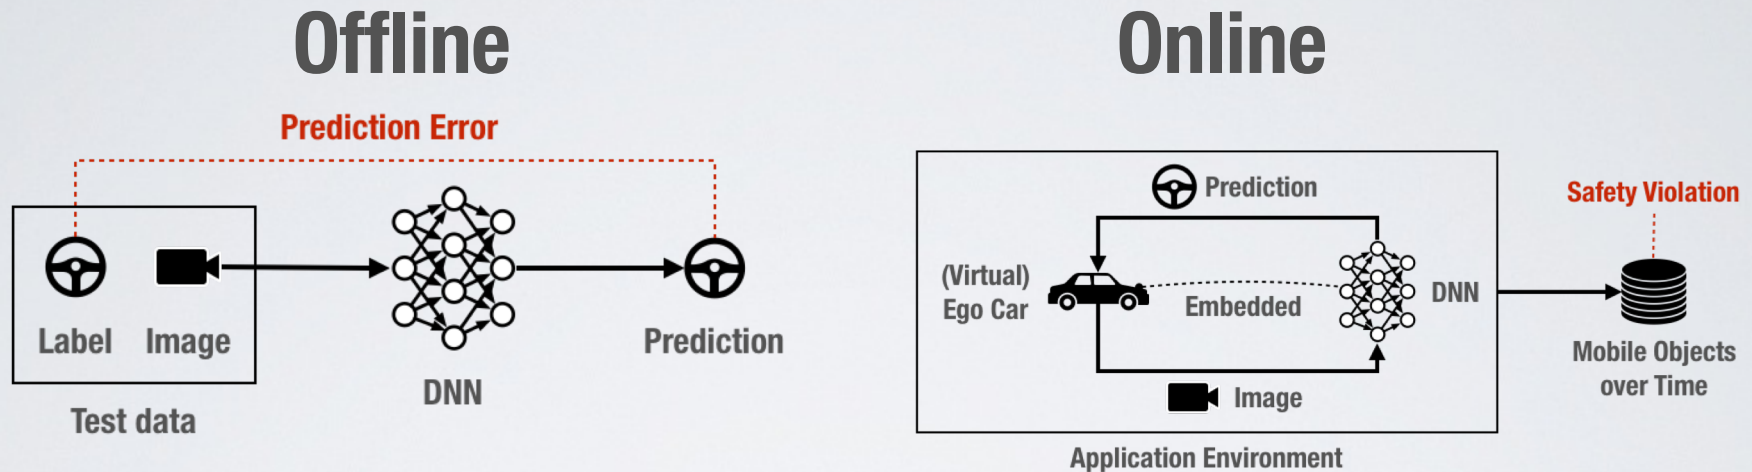 Offline
Prediction Error
Label
Image
Test data
DNN
Prediction
Online
Prediction
(Virtual)
Ego Car
Embedded
DNN
Image
Application Environment
Safety Violation
Mobile Objects
over Time